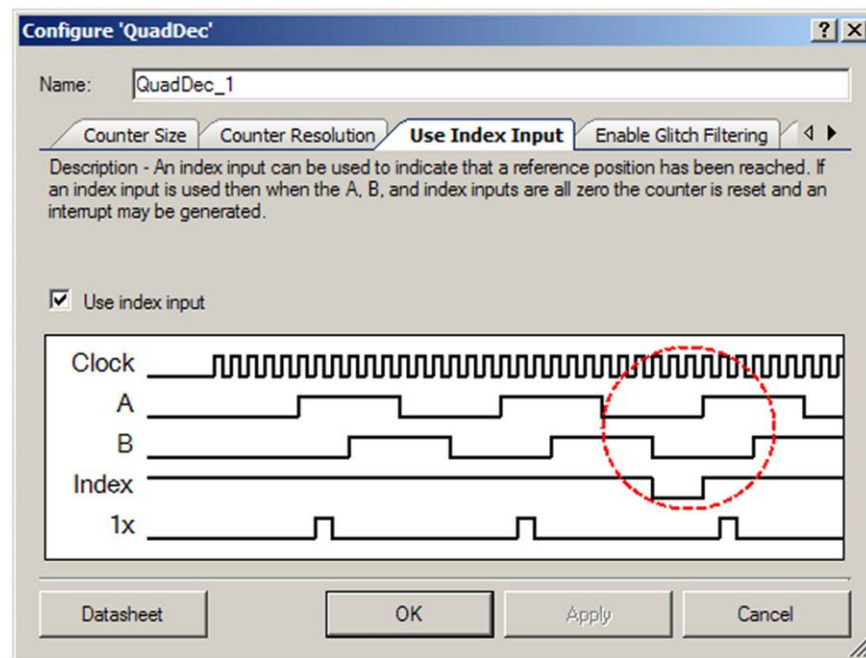 Configure 'QuadDec'
Name: QuadDec_1
Counter Size Counter Resolution Use Index Input Enable Glitch Filtering
Description - An index input can be used to indicate that a reference position has been reached. If
an index input is used then when the A, B, and index inputs are all zero the counter is reset and an
interrupt may be generated.
Use index input
Clock
A
B
Index
1x
Datasheet OK Apply Cancel